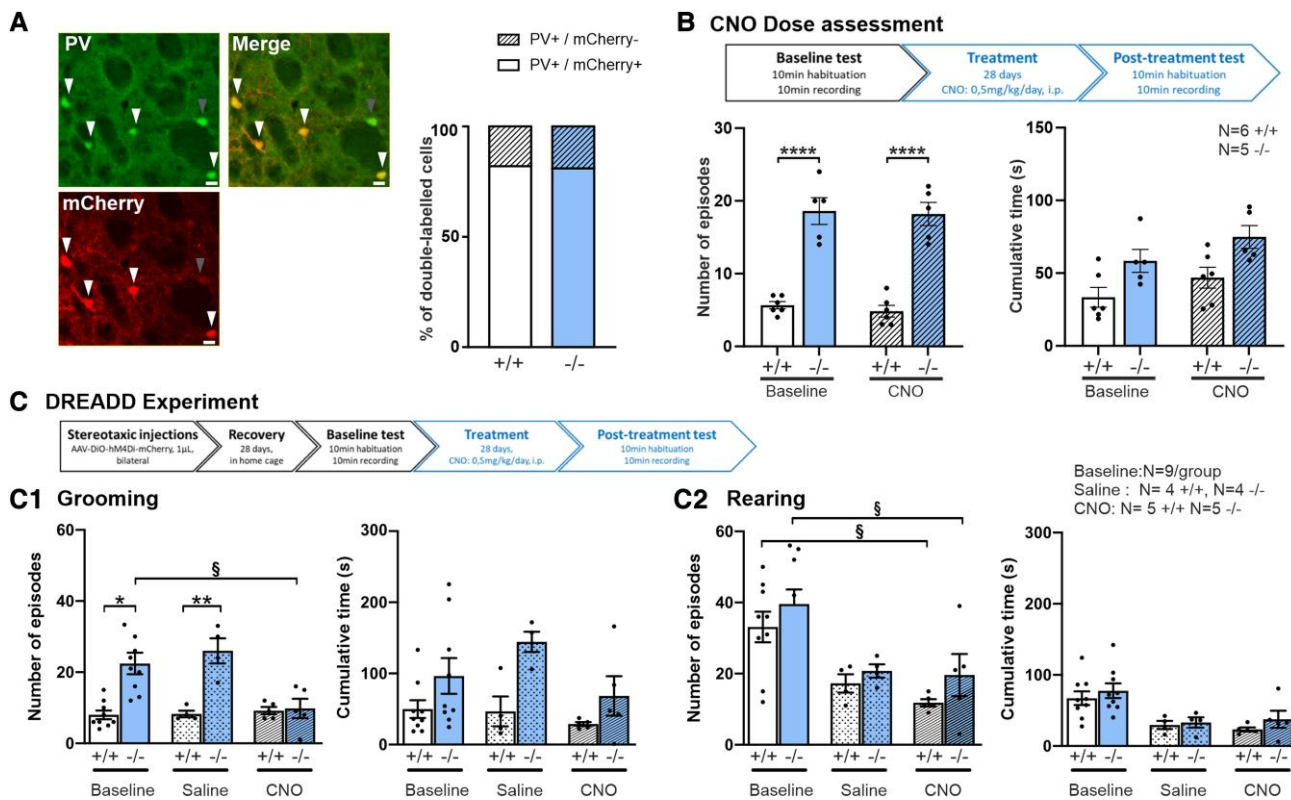 A
PV
Merge
mCherry
PV+ / mCherry-
PV+ / mCherry+
% of double-labelled cells
100
50
0
+/+
-/-
B CNO Dose assessment
Baseline test
10min habituation
10min recording
Treatment
28 days
CNO: 0,5mg/kg/day, i.p.
Post-treatment test
10min habituation
10min recording
Number of episodes
30
20
10
0
****
****
+/+ -/- +/+ -/-
Baseline CNO
Cumulative time (s)
150
100
50
0
N=6 +/+
N=5 -/-
+/+ -/- +/+ -/-
Baseline CNO
C DREADD Experiment
Stereotaxic injections
AAV-DiO-hM4Di-mCherry, 1µL,
bilateral
Recovery
28 days,
in home cage
Baseline test
10min habituation
10min recording
Treatment
28 days,
CNO: 0,5mg/kg/day, i.p.
Post-treatment test
10min habituation
10min recording
C1 Grooming
Number of episodes
60
40
20
0
§
*
**
+/+ -/- +/+ -/- +/+ -/-
Baseline Saline CNO
Cumulative time (s)
300
200
100
0
+/+ -/- +/+ -/- +/+ -/-
Baseline Saline CNO
C2 Rearing
Baseline:N=9/group
Saline : N= 4 +/+, N=4 -/-
CNO: N= 5 +/+ N=5 -/-
Number of episodes
60
40
20
0
§
§
+/+ -/- +/+ -/- +/+ -/-
Baseline Saline CNO
Cumulative time (s)
300
200
100
0
+/+ -/- +/+ -/- +/+ -/-
Baseline Saline CNO